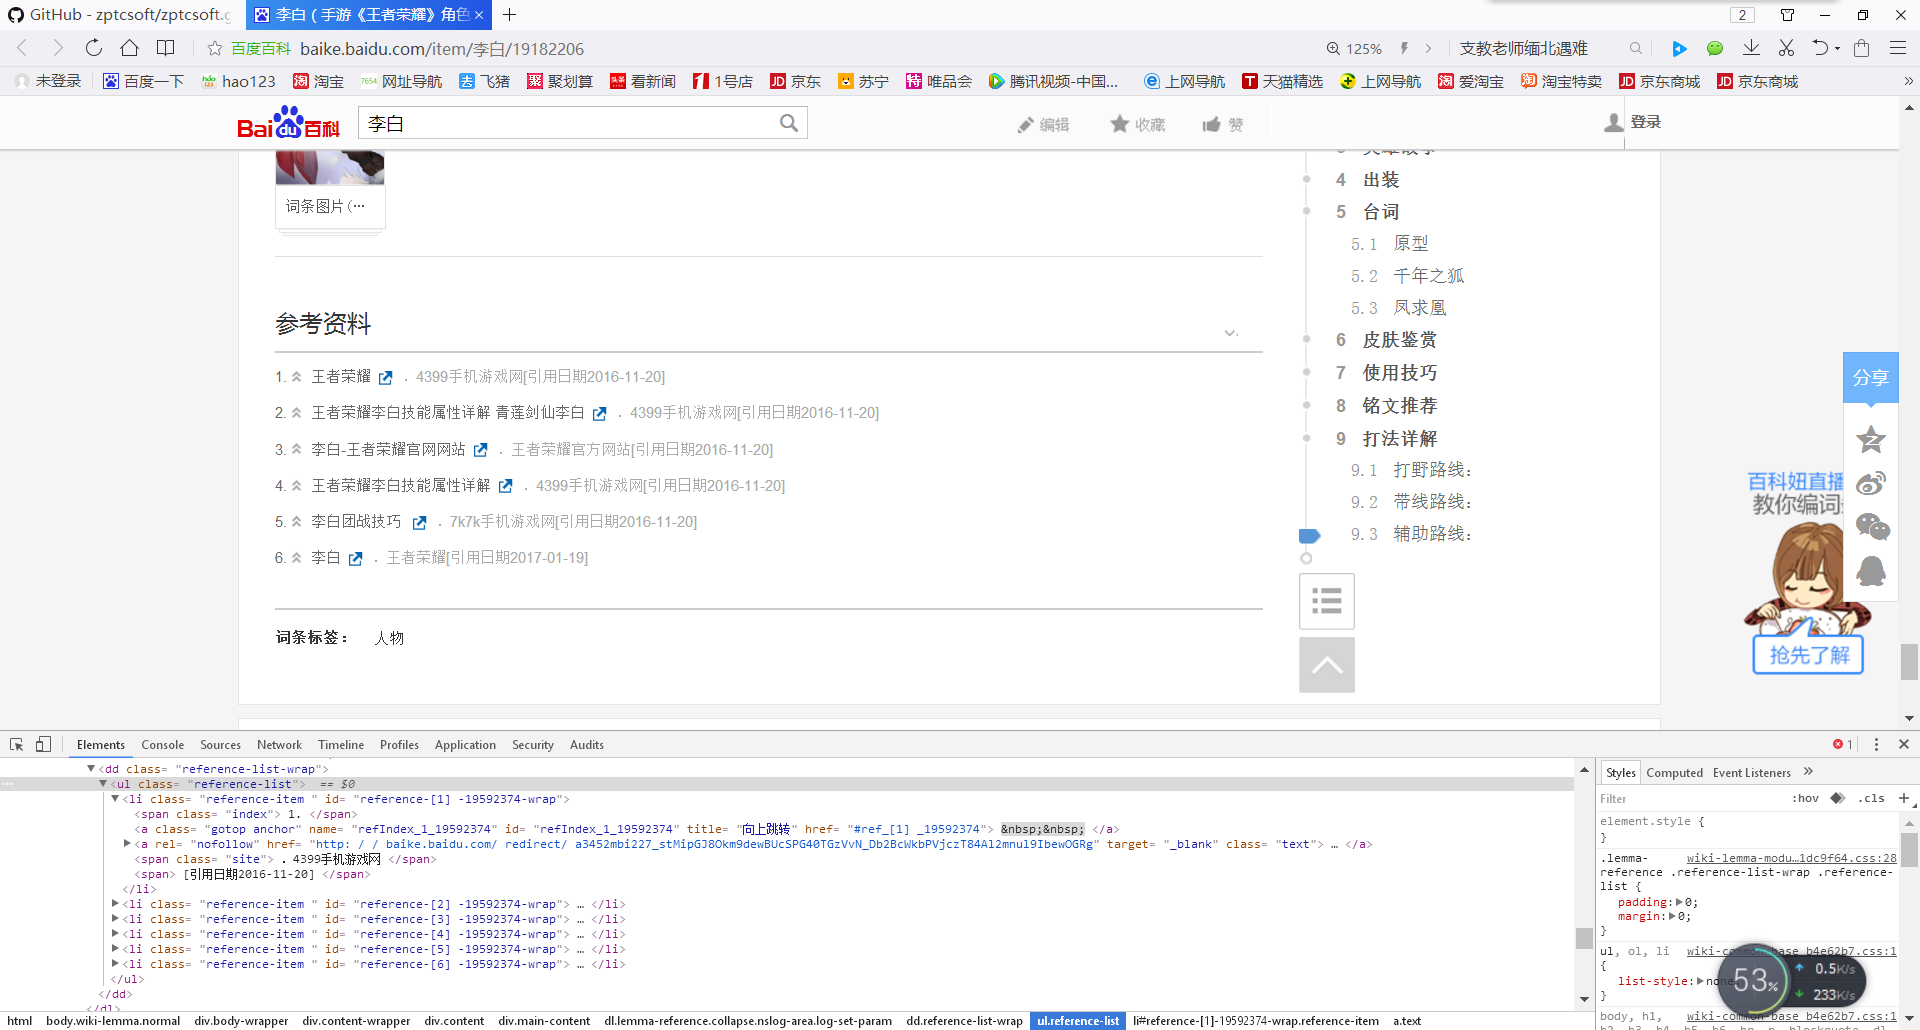 GitHub - zptcsoft/zptcsoft.g
李白（手游《王者荣耀》角色
2
百度百科 baike.baidu.com/item/李白/19182206
125%
支教老师缅北遇难
未登录 百度一下 hao123 淘宝 网址导航 飞猪 聚划算 看新闻 1号店 京东 苏宁 唯品会 腾讯视频-中国... 上网导航 天猫精选 上网导航 爱淘宝 淘宝特卖 京东商城 京东商城
Bai du 百科
李白
编辑 收藏 赞
登录
词条图片(…
4 出装
5 台词
5.1 原型
5.2 千年之狐
5.3 凤求凰
6 皮肤鉴赏
7 使用技巧
8 铭文推荐
9 打法详解
9.1 打野路线：
9.2 带线路线：
9.3 辅助路线：
参考资料
1. 王者荣耀 ．4399手机游戏网[引用日期2016-11-20]
2. 王者荣耀李白技能属性详解 青莲剑仙李白 ．4399手机游戏网[引用日期2016-11-20]
3. 李白-王者荣耀官网网站 ．王者荣耀官方网站[引用日期2016-11-20]
4. 王者荣耀李白技能属性详解 ．4399手机游戏网[引用日期2016-11-20]
5. 李白团战技巧 ．7k7k手机游戏网[引用日期2016-11-20]
6. 李白 ．王者荣耀[引用日期2017-01-19]
词条标签： 人物
分享
百科妞直播
教你编词
抢先了解
Elements Console Sources Network Timeline Profiles Application Security Audits
1
<dd class= "reference-list-wrap">
<ul class= "reference-list"> == $0
<li class= "reference-item " id= "reference-[1] -19592374-wrap">
<span class= "index"> 1. </span>
<a class= "gotop anchor" name= "refIndex_1_19592374" id= "refIndex_1_19592374" title= "向上跳转" href= "#ref_[1] _19592374"> &nbsp;&nbsp; </a>
<a rel= "nofollow" href= "http: / / baike.baidu.com/ redirect/ a3452mbi227_stMipGJ8Okm9dewBUcSPG40TGzVvN_Db2BcWkbPVjczT84Al2mnul9IbewOGRg" target= "_blank" class= "text"> … </a>
<span class= "site"> ．4399手机游戏网 </span>
<span> [引用日期2016-11-20] </span>
</li>
<li class= "reference-item " id= "reference-[2] -19592374-wrap"> … </li>
<li class= "reference-item " id= "reference-[3] -19592374-wrap"> … </li>
<li class= "reference-item " id= "reference-[4] -19592374-wrap"> … </li>
<li class= "reference-item " id= "reference-[5] -19592374-wrap"> … </li>
<li class= "reference-item " id= "reference-[6] -19592374-wrap"> … </li>
</ul>
</dd>
</dl>
html body.wiki-lemma.normal div.body-wrapper div.content-wrapper div.content div.main-content dl.lemma-reference.collapse.nslog-area.log-set-param dd.reference-list-wrap ul.reference-list li#reference-[1]-19592374-wrap.reference-item a.text
Styles Computed Event Listeners
Filter :hov .cls +
element.style {
}
.lemma- wiki-lemma-modu…1dc9f64.css:28
reference .reference-list-wrap .reference-
list {
padding: 0;
margin: 0;
}
ul, ol, li wiki-common-base_b4e62b7.css:1
{
list-style: none
}
body, h1, wiki-common-base_b4e62b7.css:1
53%
0.5K/s
233K/s